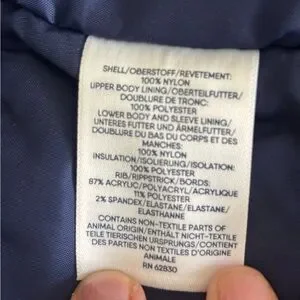 SHELL/OBERSTOFF/REVETEMENT:
100% NYLON
UPPER BODY LINING/OBERTEILFUTTER/
DOUBLURE DE TRONC:
100% POLYESTER
LOWER BODY AND SLEEVE LINING/
UNTERES FUTTER UND ÄRMELFUTTER/
DOUBLURE DU BAS DU CORPS ET DES
MANCHES:
100% NYLON
INSULATION/ISOLIERUNG/ISOLATION:
100% POLYESTER
RIB/RIPPSTRICK/BORDS:
87% ACRYLIC/POLYACRYL/ACRYLIQUE
11% POLYESTER
2% SPANDEX/ELASTANE/ELASTAN/
ELASTHANNE
CONTAINS NON-TEXTILE PARTS OF
ANIMAL ORIGIN/ENTHÄLT NICHT-TEXTILE
TEILE TIERISCHEN URSPRUNGS/CONTIENT
DES PARTIES NON TEXTILES D'ORIGINE
ANIMALE
RN 62830